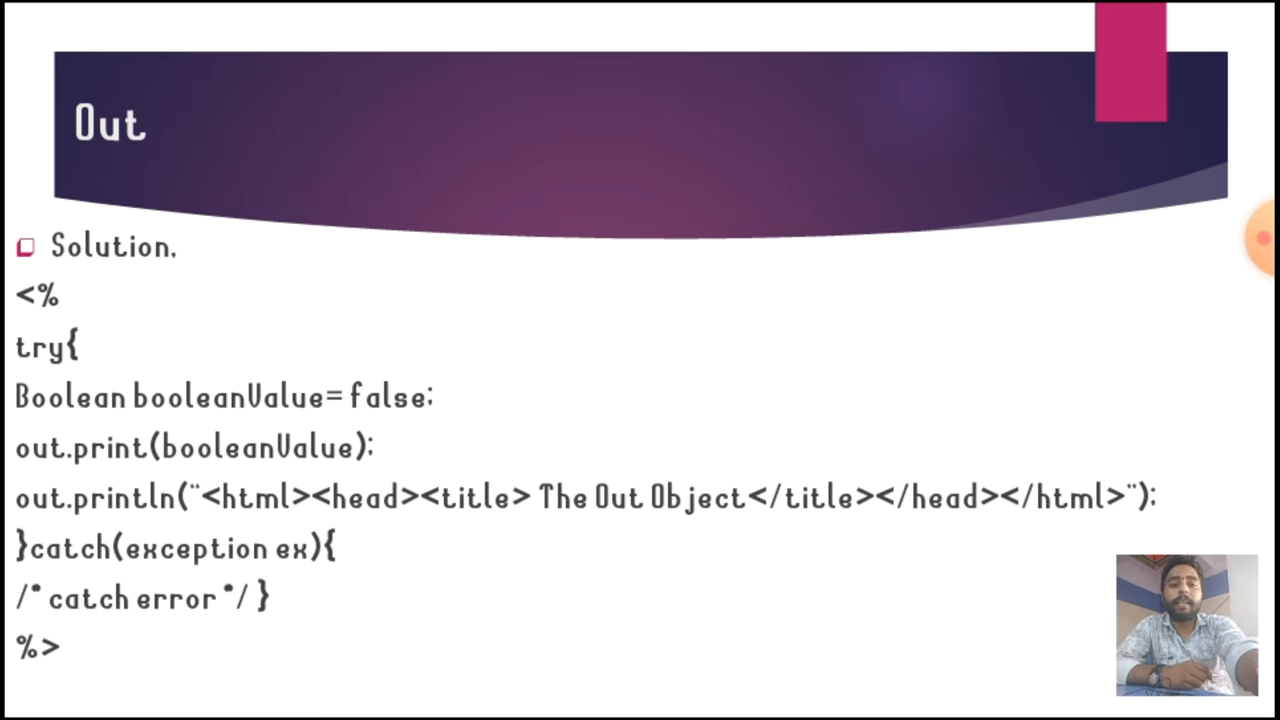 Out
Solution,
<%
try{
Boolean booleanValue= false;
out.print(booleanValue);
out.println("<html><head><title> The Out Object</title></head></html>");
}catch(exception ex){
/* catch error */ }
%>